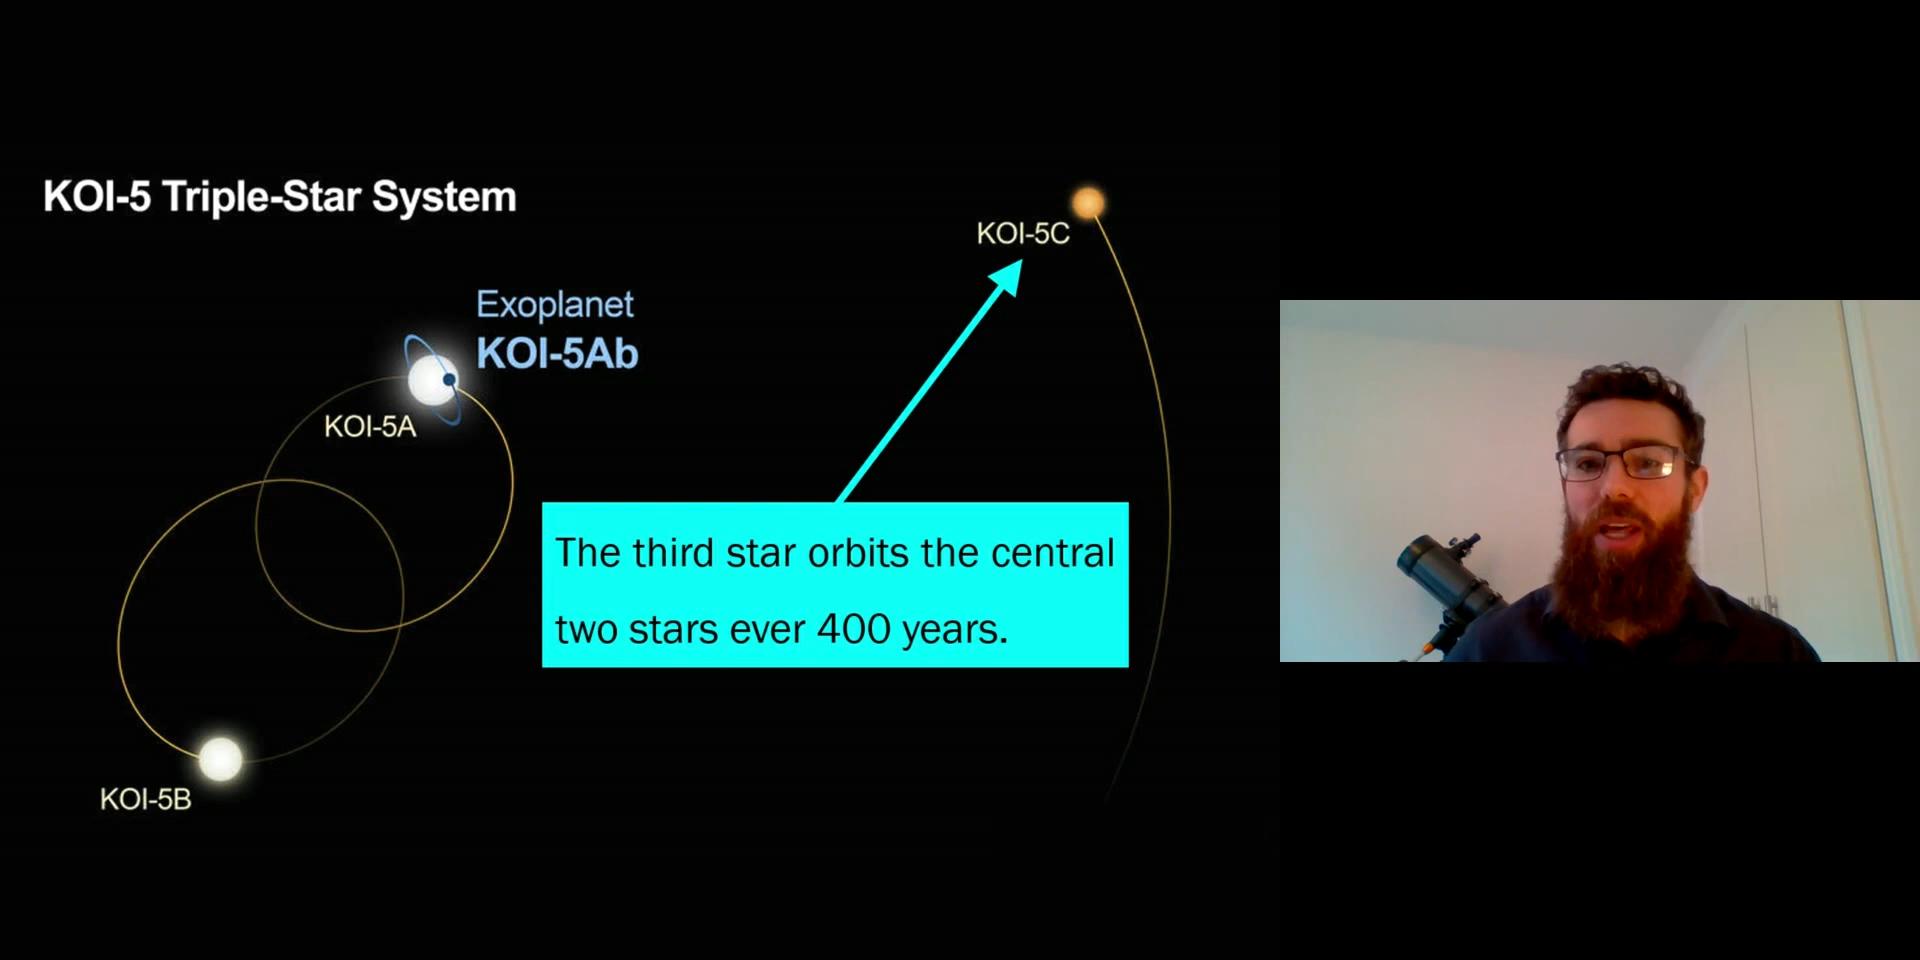 KOI-5 Triple-Star System
KOI-5C
Exoplanet
KOI-5Ab
KOI-5A
The third star orbits the central
two stars ever 400 years.
KOI-5B